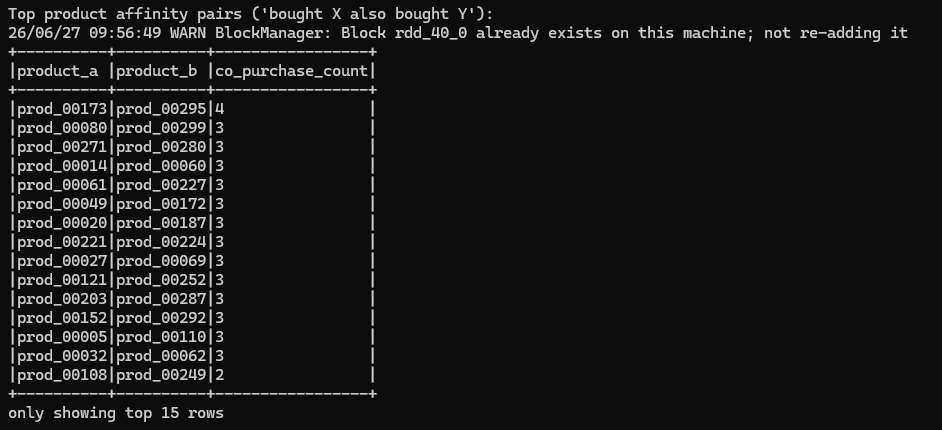 Top product affinity pairs ('bought X also bought Y'):
26/06/27 09:56:49 WARN BlockManager: Block rdd_40_0 already exists on this machine; not re-adding it
+----------+----------+-----------------+
|product_a |product_b |co_purchase_count|
+----------+----------+-----------------+
|prod_00173|prod_00295|4                |
|prod_00080|prod_00299|3                |
|prod_00271|prod_00280|3                |
|prod_00014|prod_00060|3                |
|prod_00061|prod_00227|3                |
|prod_00049|prod_00172|3                |
|prod_00020|prod_00187|3                |
|prod_00221|prod_00224|3                |
|prod_00027|prod_00069|3                |
|prod_00121|prod_00252|3                |
|prod_00203|prod_00287|3                |
|prod_00152|prod_00292|3                |
|prod_00005|prod_00110|3                |
|prod_00032|prod_00062|3                |
|prod_00108|prod_00249|2                |
+----------+----------+-----------------+
only showing top 15 rows